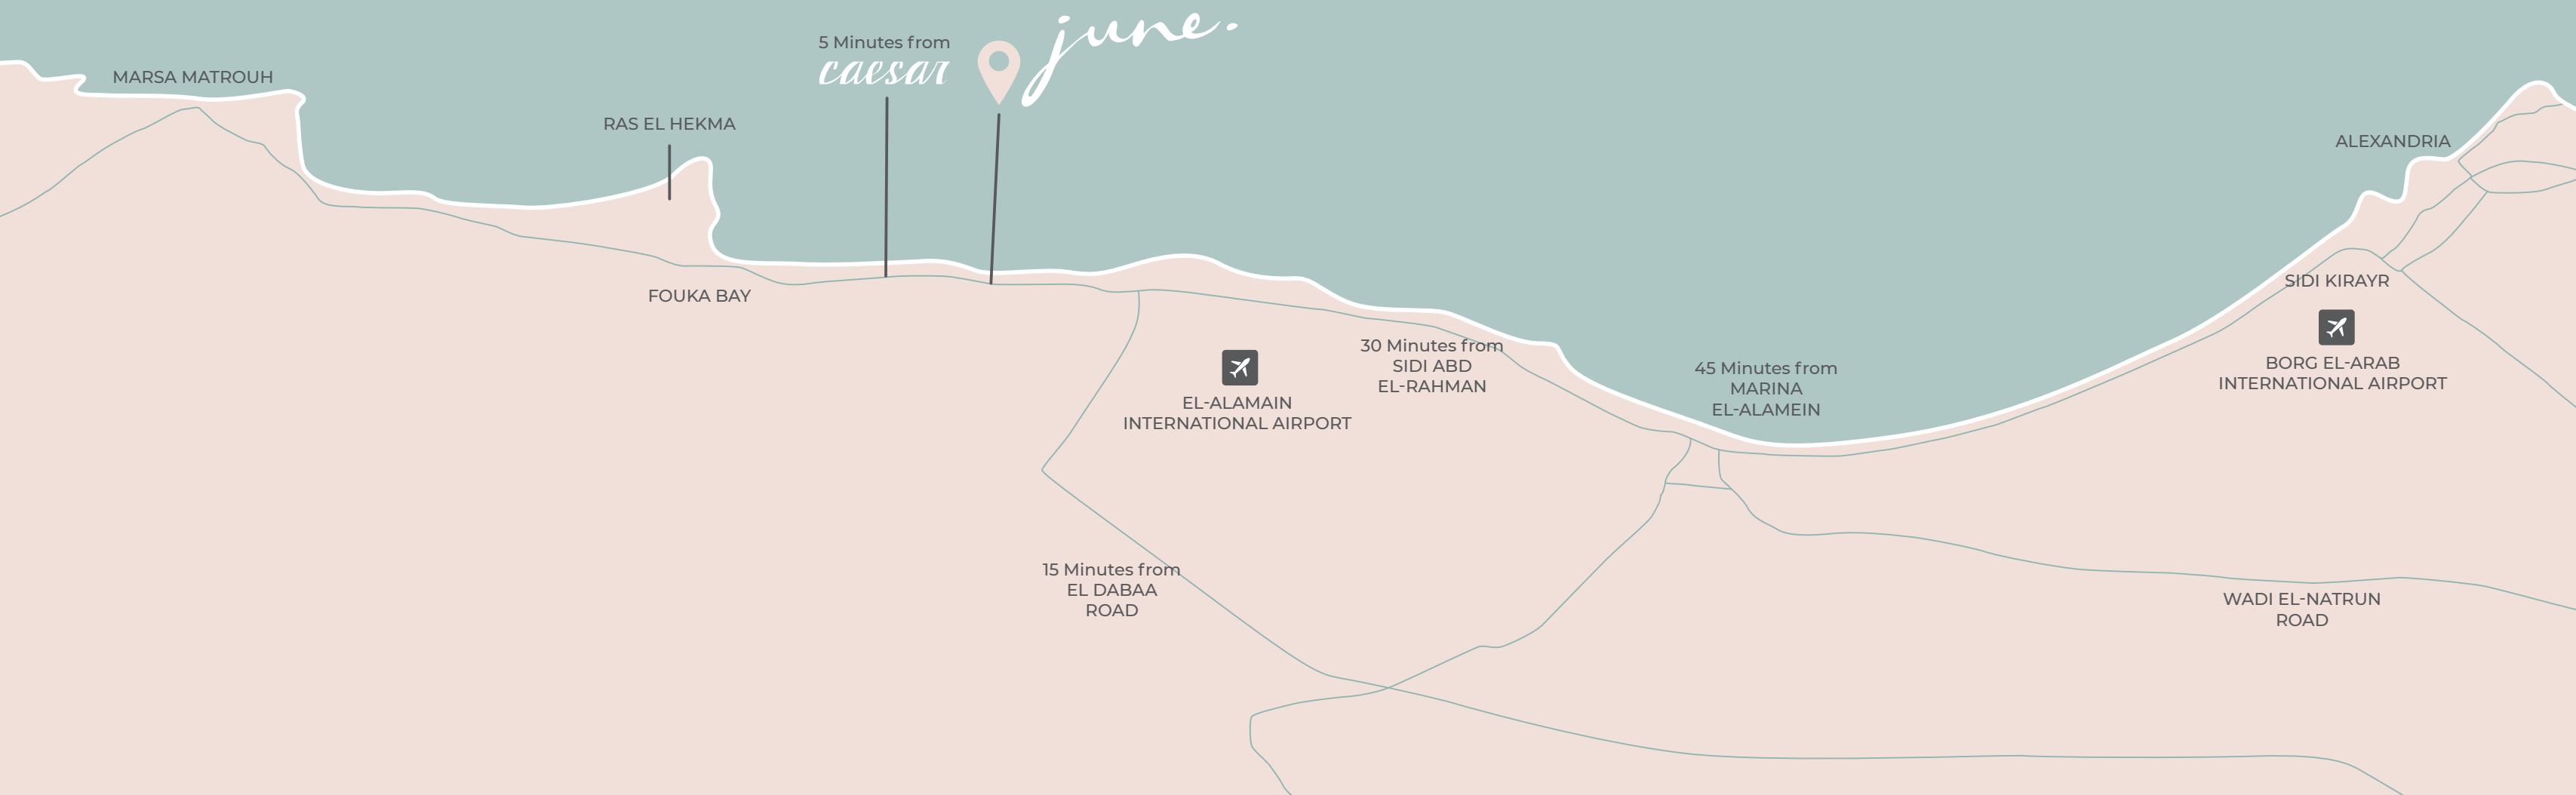 june.
5 Minutes from
caesar
MARSA MATROUH
RAS EL HEKMA
ALEXANDRIA
FOUKA BAY
SIDI KIRAYR
30 Minutes from
SIDI ABD
EL-RAHMAN
45 Minutes from
MARINA
EL-ALAMEIN
BORG EL-ARAB
INTERNATIONAL AIRPORT
EL-ALAMAIN
INTERNATIONAL AIRPORT
15 Minutes from
EL DABAA
ROAD
WADI EL-NATRUN
ROAD